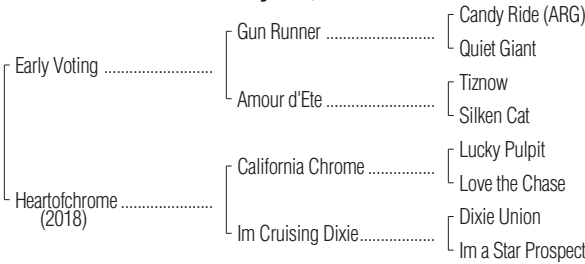 Candy Ride (ARG)
Gun Runner ........................
Quiet Giant
Early Voting ........................
Tiznow
Amour d'Ete ........................
Silken Cat
Lucky Pulpit
California Chrome ...............
Love the Chase
Heartofchrome ....................
(2018)
Dixie Union
Im Cruising Dixie.................
Im a Star Prospect